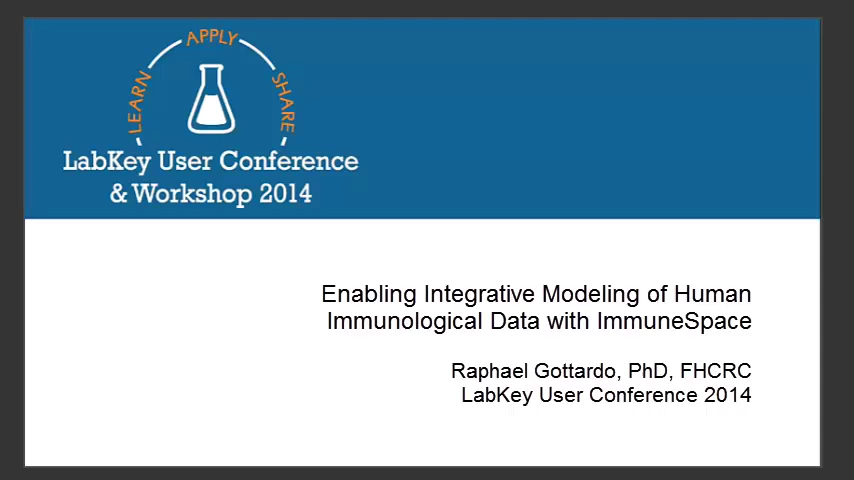 LEARN APPLY SHARE
LabKey User Conference
& Workshop 2014
Enabling Integrative Modeling of Human
Immunological Data with ImmuneSpace
Raphael Gottardo, PhD, FHCRC
LabKey User Conference 2014